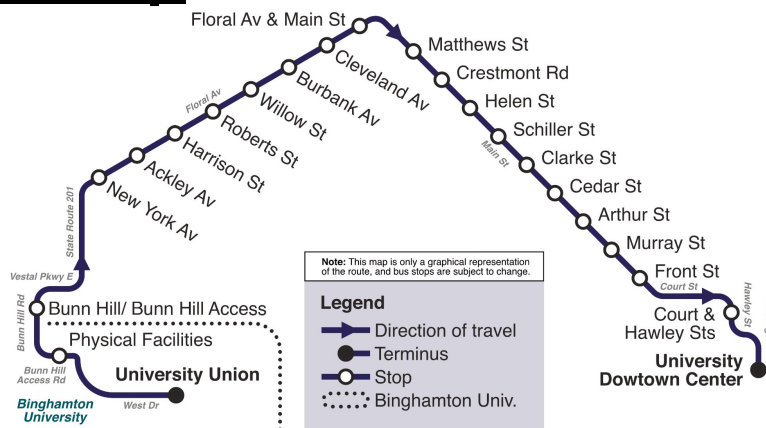 Floral Av & Main St
Cleveland Av
Burbank Av
Willow St
Roberts St
Harrison St
Ackley Av
New York Av
Floral Av
State Route 201
Vestal Pkwy E
Bunn Hill Rd
Bunn Hill/ Bunn Hill Access
Physical Facilities
Bunn Hill
Access Rd
University Union
West Dr
Binghamton
University
Matthews St
Crestmont Rd
Helen St
Schiller St
Main St
Clarke St
Cedar St
Arthur St
Murray St
Front St
Court St
Hawley St
Court &
Hawley Sts
University
Dowtown Center
Note: This map is only a graphical representation
of the route, and bus stops are subject to change.
Legend
Direction of travel
Terminus
Stop
Binghamton Univ.